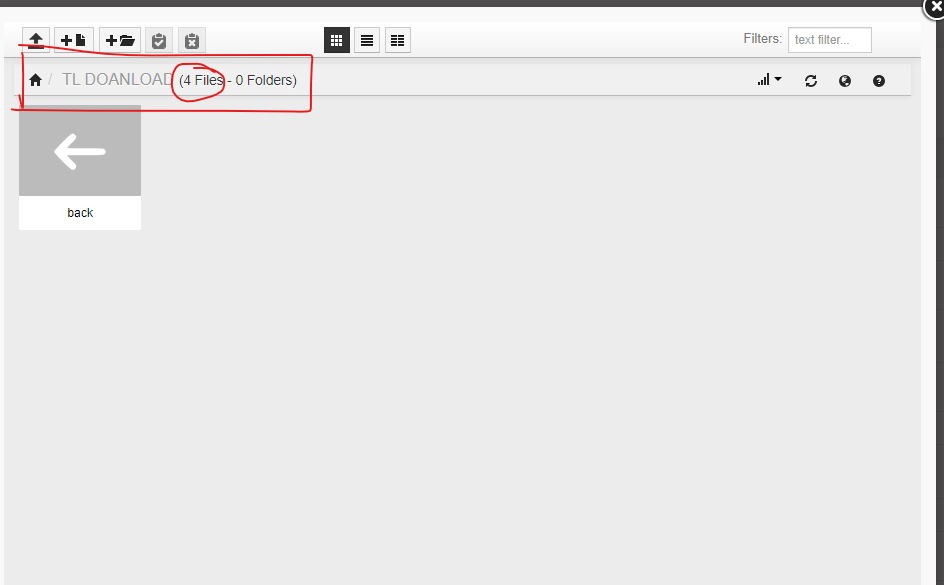 Filters: text filter...
TL DOANLOAD (4 Files - 0 Folders)
back